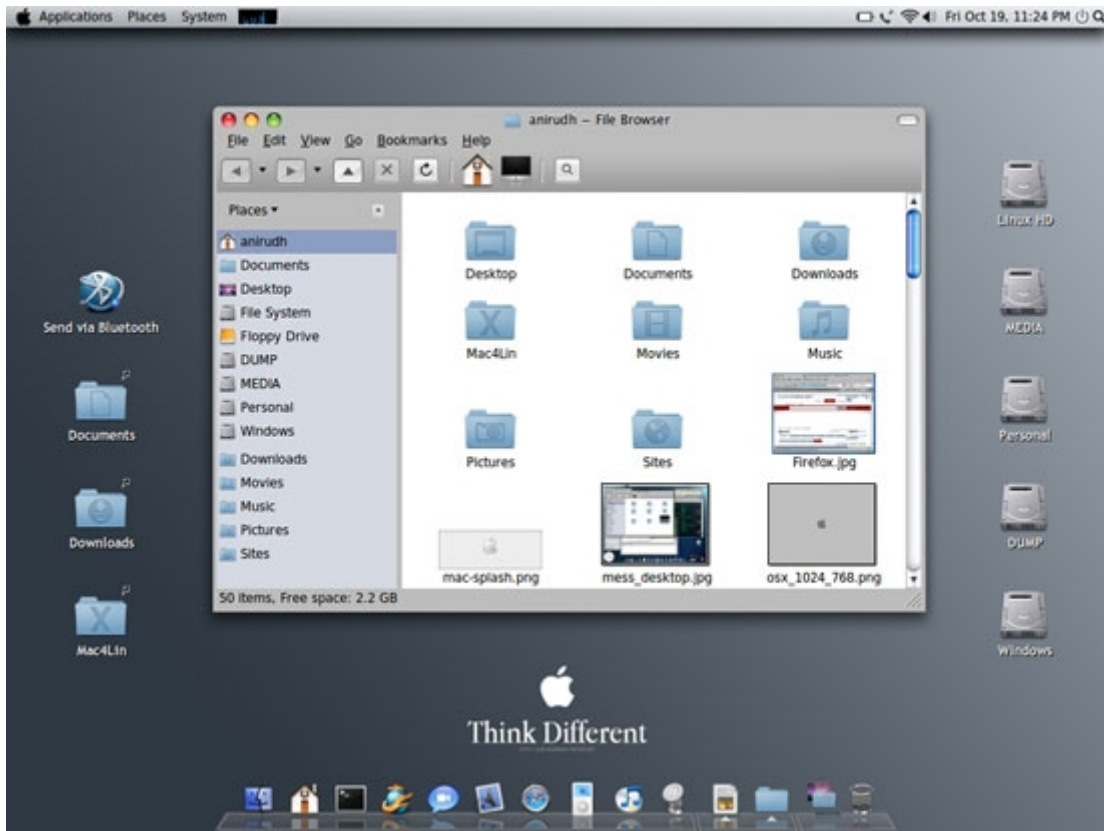 Applications Places System
Fri Oct 19, 11:24 PM
anirudh – File Browser
File Edit View Go Bookmarks Help
Places
anirudh
Documents
Desktop
File System
Floppy Drive
DUMP
MEDIA
Personal
Windows
Downloads
Movies
Music
Pictures
Sites
Desktop Documents Downloads
Mac4Lin Movies Music
Pictures Sites Firefox.jpg
mac-splash.png mess_desktop.jpg osx_1024_768.png
50 items, Free space: 2.2 GB
Send via Bluetooth
Documents
Downloads
Mac4Lin
Linux HD
MEDIA
Personal
DUMP
Windows
Think Different